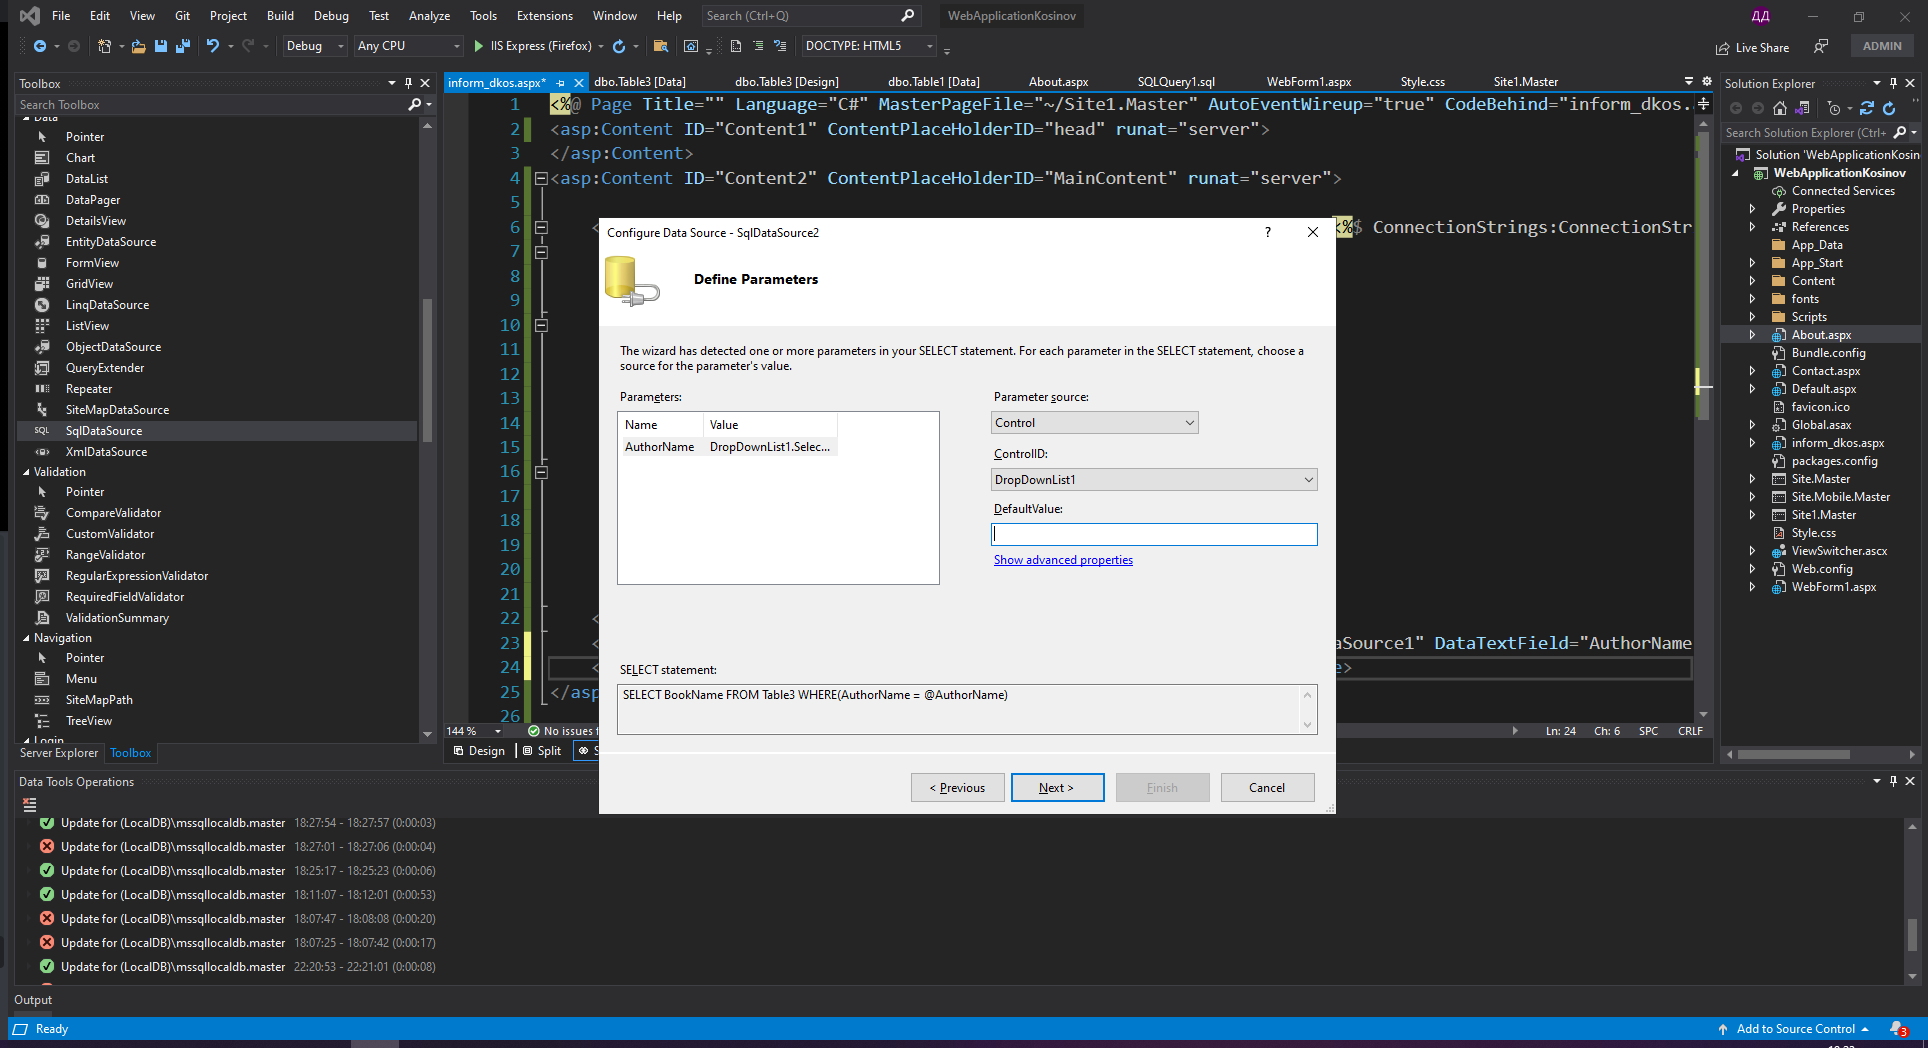 File Edit View Git Project Build Debug Test Analyze Tools Extensions Window Help Search (Ctrl+Q) WebApplicationKosinov ДД
Debug Any CPU IIS Express (Firefox) DOCTYPE: HTML5 Live Share ADMIN
Toolbox
Search Toolbox
Data
Pointer
Chart
DataList
DataPager
DetailsView
EntityDataSource
FormView
GridView
LinqDataSource
ListView
ObjectDataSource
QueryExtender
Repeater
SiteMapDataSource
SQL SqlDataSource
XmlDataSource
Validation
Pointer
CompareValidator
CustomValidator
RangeValidator
RegularExpressionValidator
RequiredFieldValidator
ValidationSummary
Navigation
Pointer
Menu
SiteMapPath
TreeView
Login
Server Explorer Toolbox
inform_dkos.aspx* dbo.Table3 [Data] dbo.Table3 [Design] dbo.Table1 [Data] About.aspx SQLQuery1.sql WebForm1.aspx Style.css Site1.Master
1 <%@ Page Title="" Language="C#" MasterPageFile="~/Site1.Master" AutoEventWireup="true" CodeBehind="inform_dkos.
2 <asp:Content ID="Content1" ContentPlaceHolderID="head" runat="server">
3 </asp:Content>
4 <asp:Content ID="Content2" ContentPlaceHolderID="MainContent" runat="server">
5
6 < <%$ ConnectionStrings:ConnectionStr
7
8
9
10
11
12
13
14
15
16
17
18
19
20
21
22 <
23 < aSource1" DataTextField="AuthorName
24 < e>
25 </asp
26
144 % No issues Ln: 24 Ch: 6 SPC CRLF
Design Split S
Configure Data Source - SqlDataSource2 ?
Define Parameters
The wizard has detected one or more parameters in your SELECT statement. For each parameter in the SELECT statement, choose a
source for the parameter's value.
Parameters:
Name Value
AuthorName DropDownList1.Selec...
Parameter source:
Control
ControlID:
DropDownList1
DefaultValue:
Show advanced properties
SELECT statement:
SELECT BookName FROM Table3 WHERE(AuthorName = @AuthorName)
< Previous Next > Finish Cancel
Solution Explorer
Search Solution Explorer (Ctrl+
Solution 'WebApplicationKosin
WebApplicationKosinov
Connected Services
Properties
References
App_Data
App_Start
Content
fonts
Scripts
About.aspx
Bundle.config
Contact.aspx
Default.aspx
favicon.ico
Global.asax
inform_dkos.aspx
packages.config
Site.Master
Site.Mobile.Master
Site1.Master
Style.css
ViewSwitcher.ascx
Web.config
WebForm1.aspx
Data Tools Operations
Update for (LocalDB)\mssqllocaldb.master 18:27:54 - 18:27:57 (0:00:03)
Update for (LocalDB)\mssqllocaldb.master 18:27:01 - 18:27:06 (0:00:04)
Update for (LocalDB)\mssqllocaldb.master 18:25:17 - 18:25:23 (0:00:06)
Update for (LocalDB)\mssqllocaldb.master 18:11:07 - 18:12:01 (0:00:53)
Update for (LocalDB)\mssqllocaldb.master 18:07:47 - 18:08:08 (0:00:20)
Update for (LocalDB)\mssqllocaldb.master 18:07:25 - 18:07:42 (0:00:17)
Update for (LocalDB)\mssqllocaldb.master 22:20:53 - 22:21:01 (0:00:08)
Output
Ready Add to Source Control 3